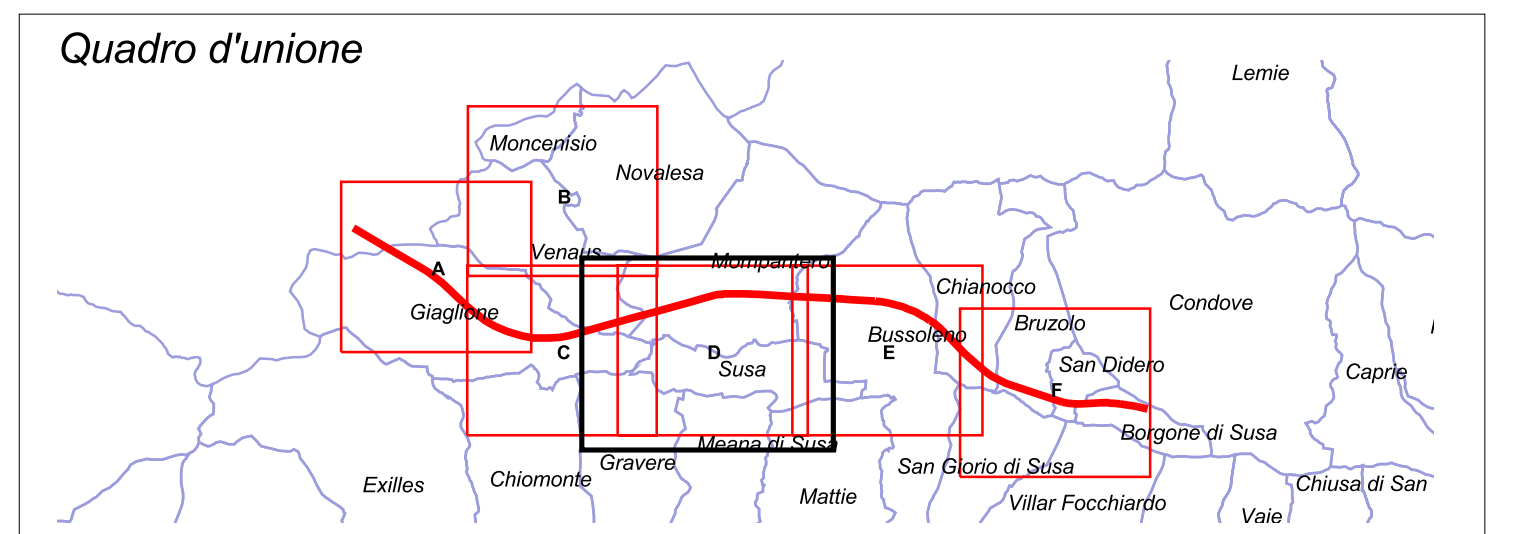 Quadro d'unione
Lemie
Moncenisio
Novalesa
B
Venaus
Mompantero
A
Chianocco
Condove
Giaglione
Bruzolo
Bussoleno
C
D
E
San Didero
Susa
Caprie
F
Borgone di Susa
Meana di Susa
Gravere
San Giorio di Susa
Exilles
Chiomonte
Chiusa di San
Mattie
Villar Focchiardo
Vaie